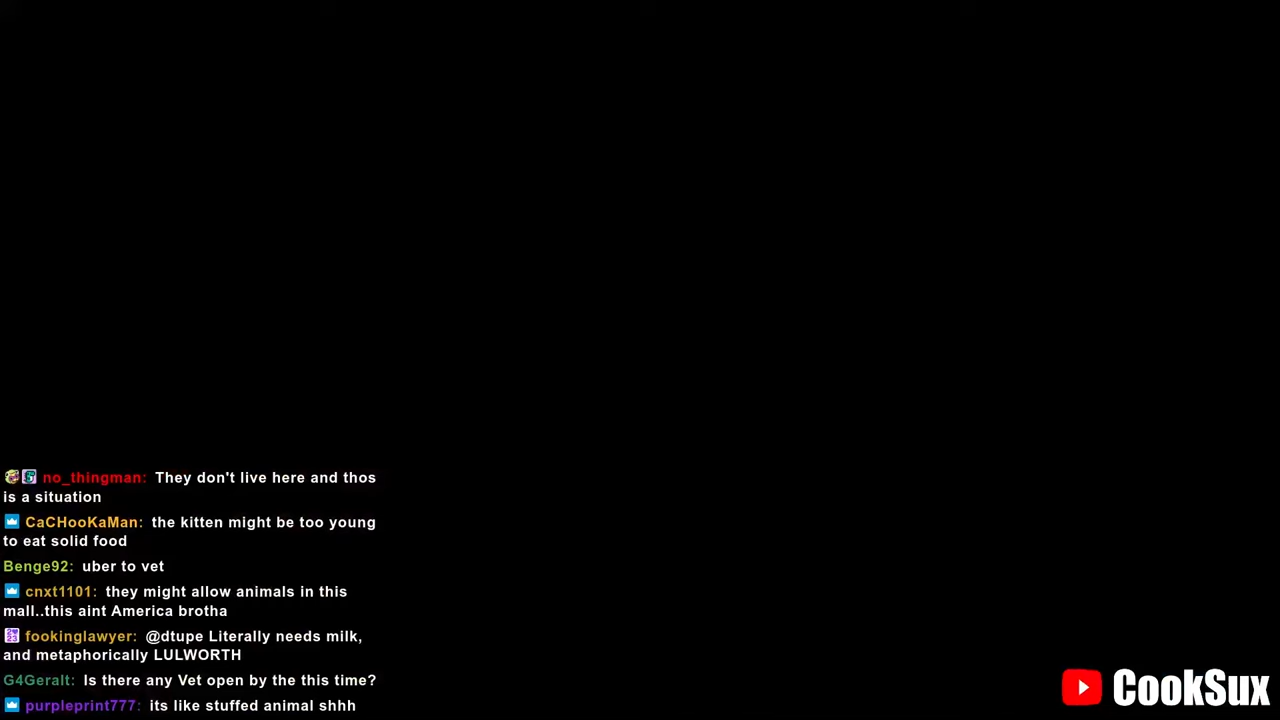 no_thingman: They don't live here and thos
is a situation
CaCHooKaMan: the kitten might be too young
to eat solid food
Benge92: uber to vet
cnxt1101: they might allow animals in this
mall..this aint America brotha
fookinglawyer: @dtupe Literally needs milk,
and metaphorically LULWORTH
G4Geralt: Is there any Vet open by the this time?
purpleprint777: its like stuffed animal shhh
CookSux